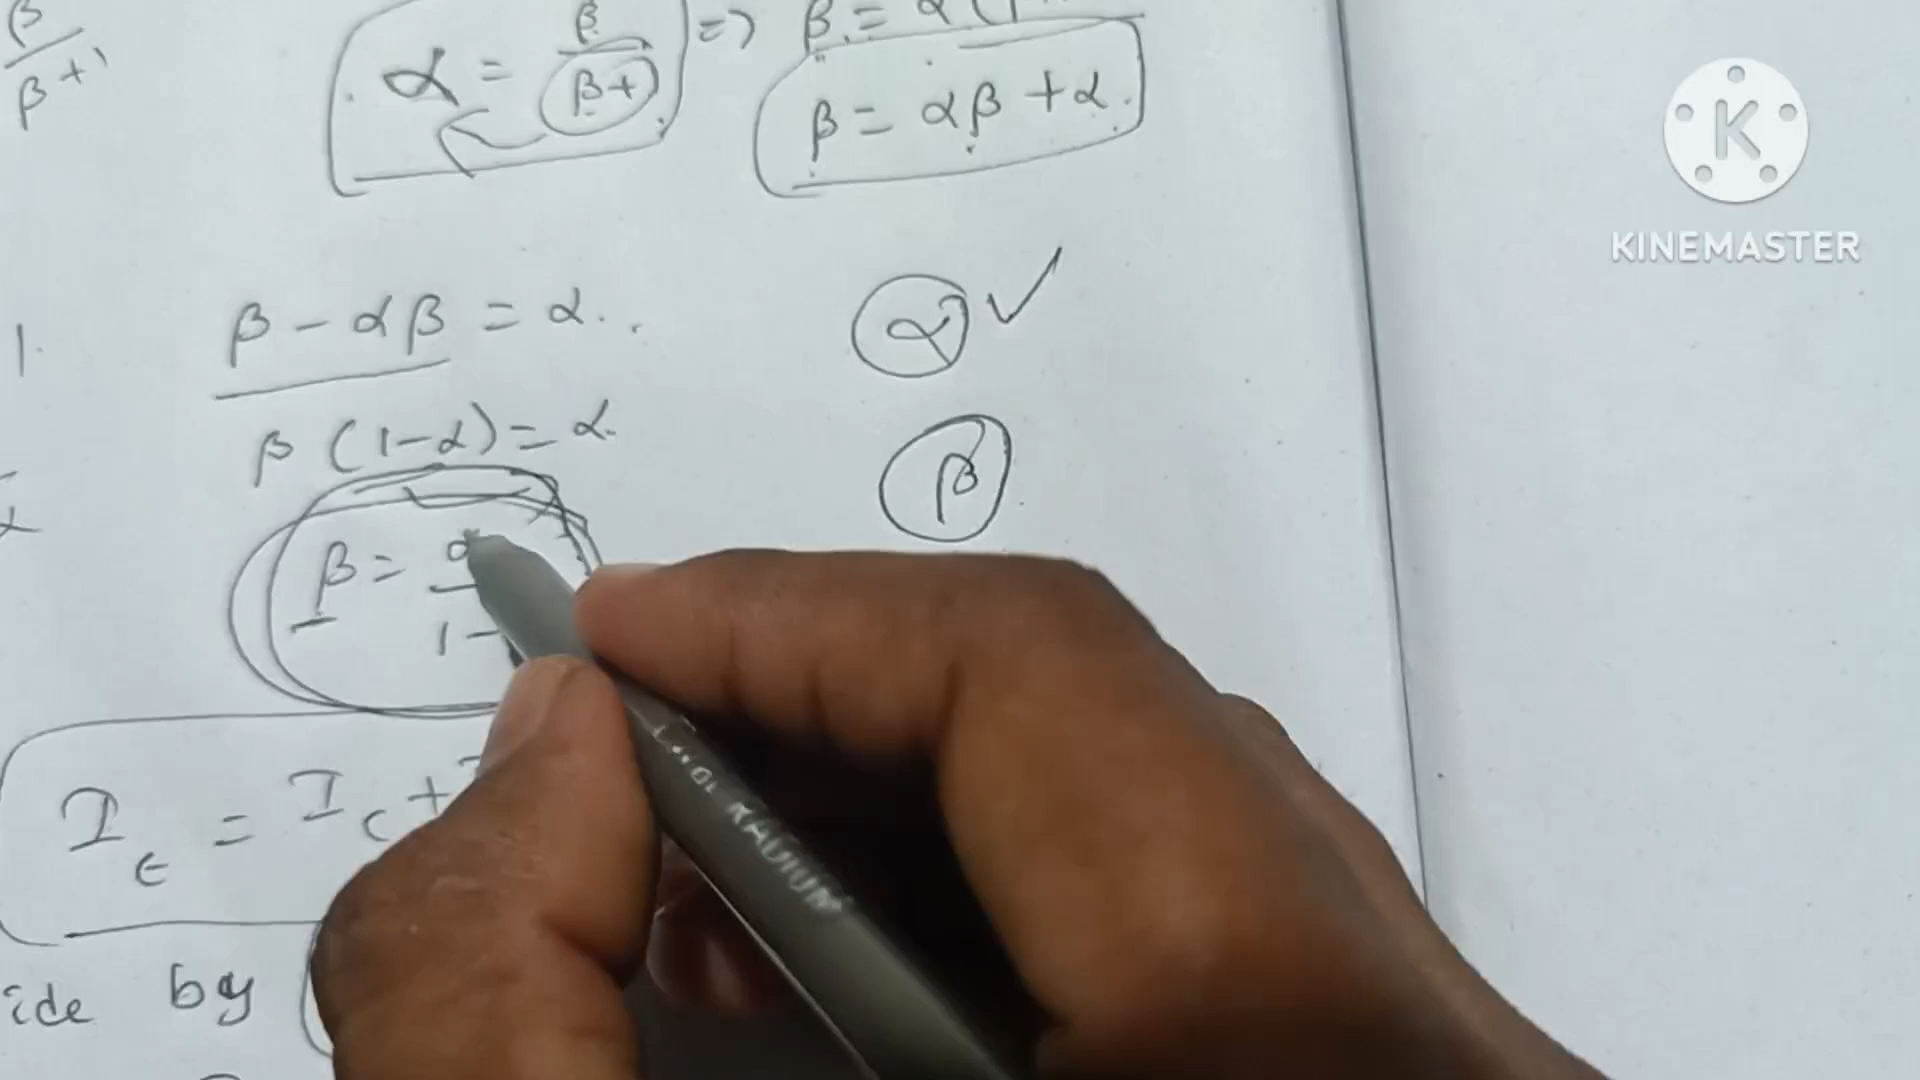 β/β+1
α = β/β+ => β = α(
β = αβ + α.
KINEMASTER
β - αβ = α.
α ✓
1.
β (1-α) = α.
β
β = α/1-
I_E = I_C +
ide by